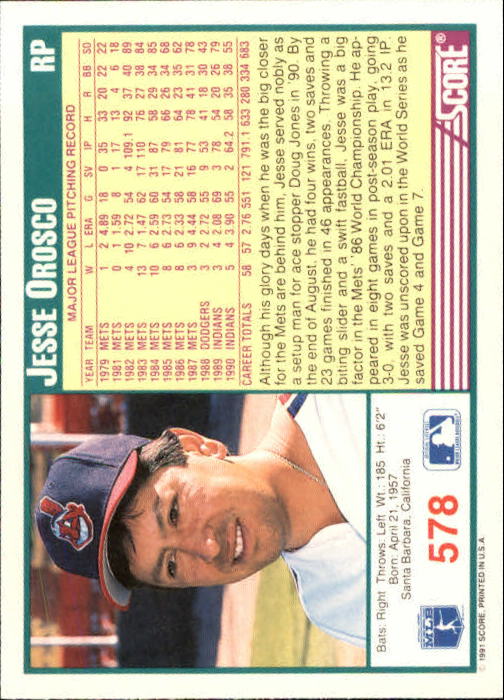 JESSE OROSCO RP
MAJOR LEAGUE PITCHING RECORD
YEAR TEAM W L ERA G SV IP H R BB SO
1979 METS 1 2 4.89 18 0 35 33 20 22 22
1981 METS 0 1 1.59 8 1 17 13 4 6 18
1982 METS 4 10 2.72 54 4 109.1 92 37 40 89
1983 METS 13 7 1.47 62 17 110 76 27 38 84
1984 METS 10 6 2.59 60 31 87 58 29 34 85
1985 METS 8 6 2.73 54 17 79 66 26 34 68
1986 METS 8 6 2.33 58 21 81 64 23 35 62
1987 METS 3 9 4.44 58 16 77 78 41 31 78
1988 DODGERS 3 2 2.72 55 9 53 41 18 30 43
1989 INDIANS 3 4 2.08 69 3 78 54 20 26 79
1990 INDIANS 5 4 3.90 55 2 64.2 58 35 38 55
CAREER TOTALS 58 57 2.76 551 121 791.1 633 280 334 683
Although his glory days when he was the big closer
for the Mets are behind him, Jesse served nobly as
a setup man for ace stopper Doug Jones in '90. By
the end of August, he had four wins, two saves and
23 games finished in 46 appearances. Throwing a
biting slider and a swift fastball, Jesse was a big
factor in the Mets' '86 World Championship. He ap-
peared in eight games in post-season play, going
3-0, with two saves and a 2.01 ERA in 13.2 IP.
Jesse was unscored upon in the World Series as he
saved Game 4 and Game 7.
SCORE
Bats: Right Throws: Left Wt.: 185 Ht.: 6'2"
Born: April 21, 1957
Santa Barbara, California
MLB
578
© 1991 SCORE, PRINTED IN U.S.A.